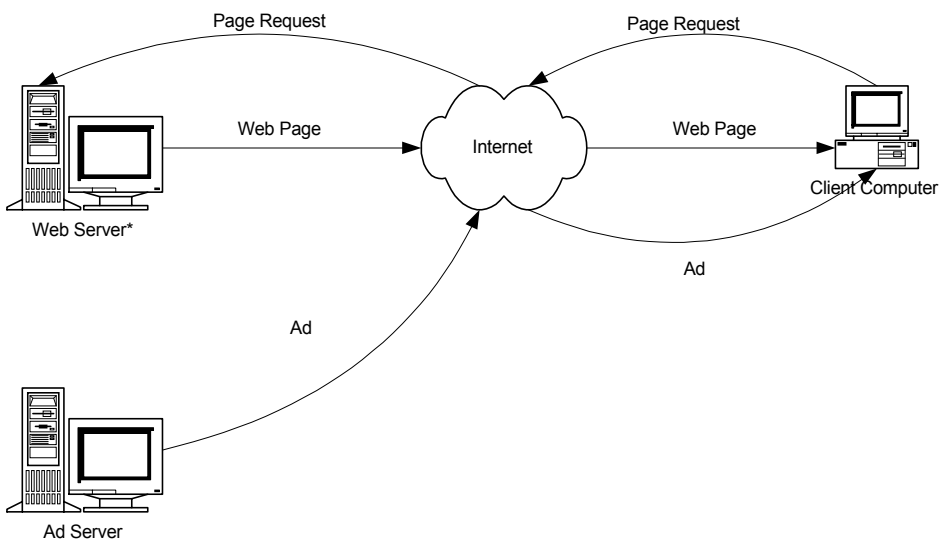 Page Request
Page Request
Web Page
Internet
Web Page
Client Computer
Web Server*
Ad
Ad
Ad Server